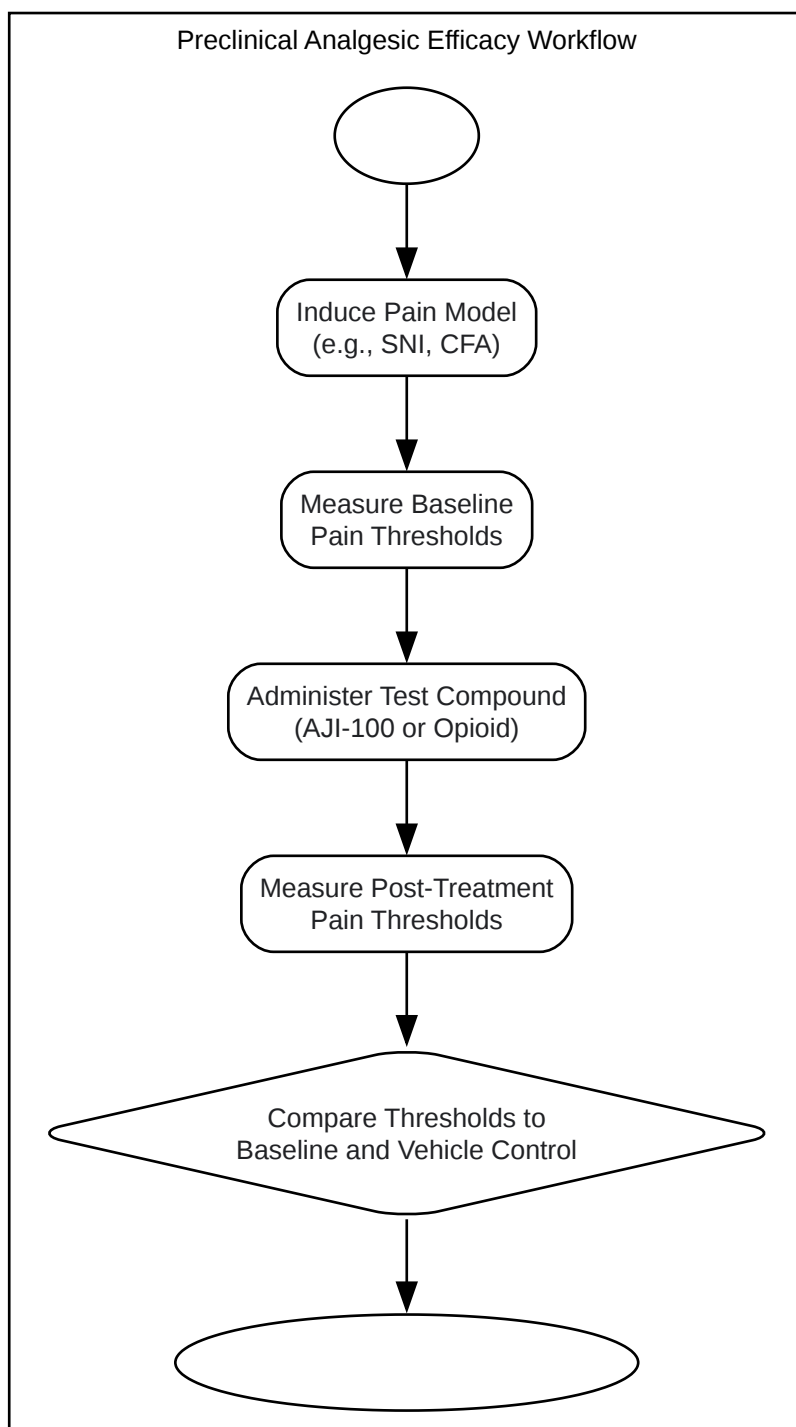 Preclinical Analgesic Efficacy Workflow
Induce Pain Model
(e.g., SNI, CFA)
Measure Baseline
Pain Thresholds
Administer Test Compound
(AJI-100 or Opioid)
Measure Post-Treatment
Pain Thresholds
Compare Thresholds to
Baseline and Vehicle Control